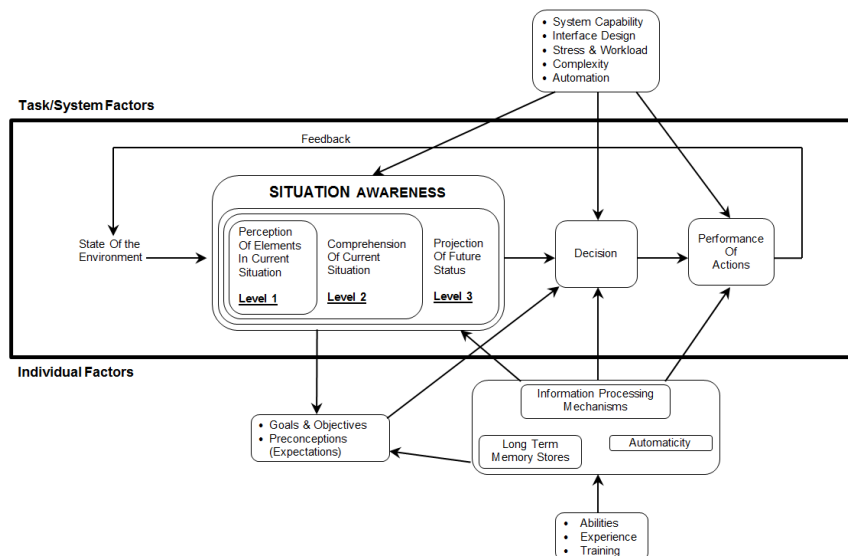 • System Capability
• Interface Design
• Stress & Workload
• Complexity
• Automation
Task/System Factors
Feedback
SITUATION AWARENESS
State Of the
Environment
Perception
Of Elements
In Current
Situation
Level 1
Comprehension
Of Current
Situation
Level 2
Projection
Of Future
Status
Level 3
Decision
Performance
Of
Actions
Individual Factors
• Goals & Objectives
• Preconceptions
(Expectations)
Information Processing
Mechanisms
Long Term
Memory Stores
Automaticity
• Abilities
• Experience
• Training